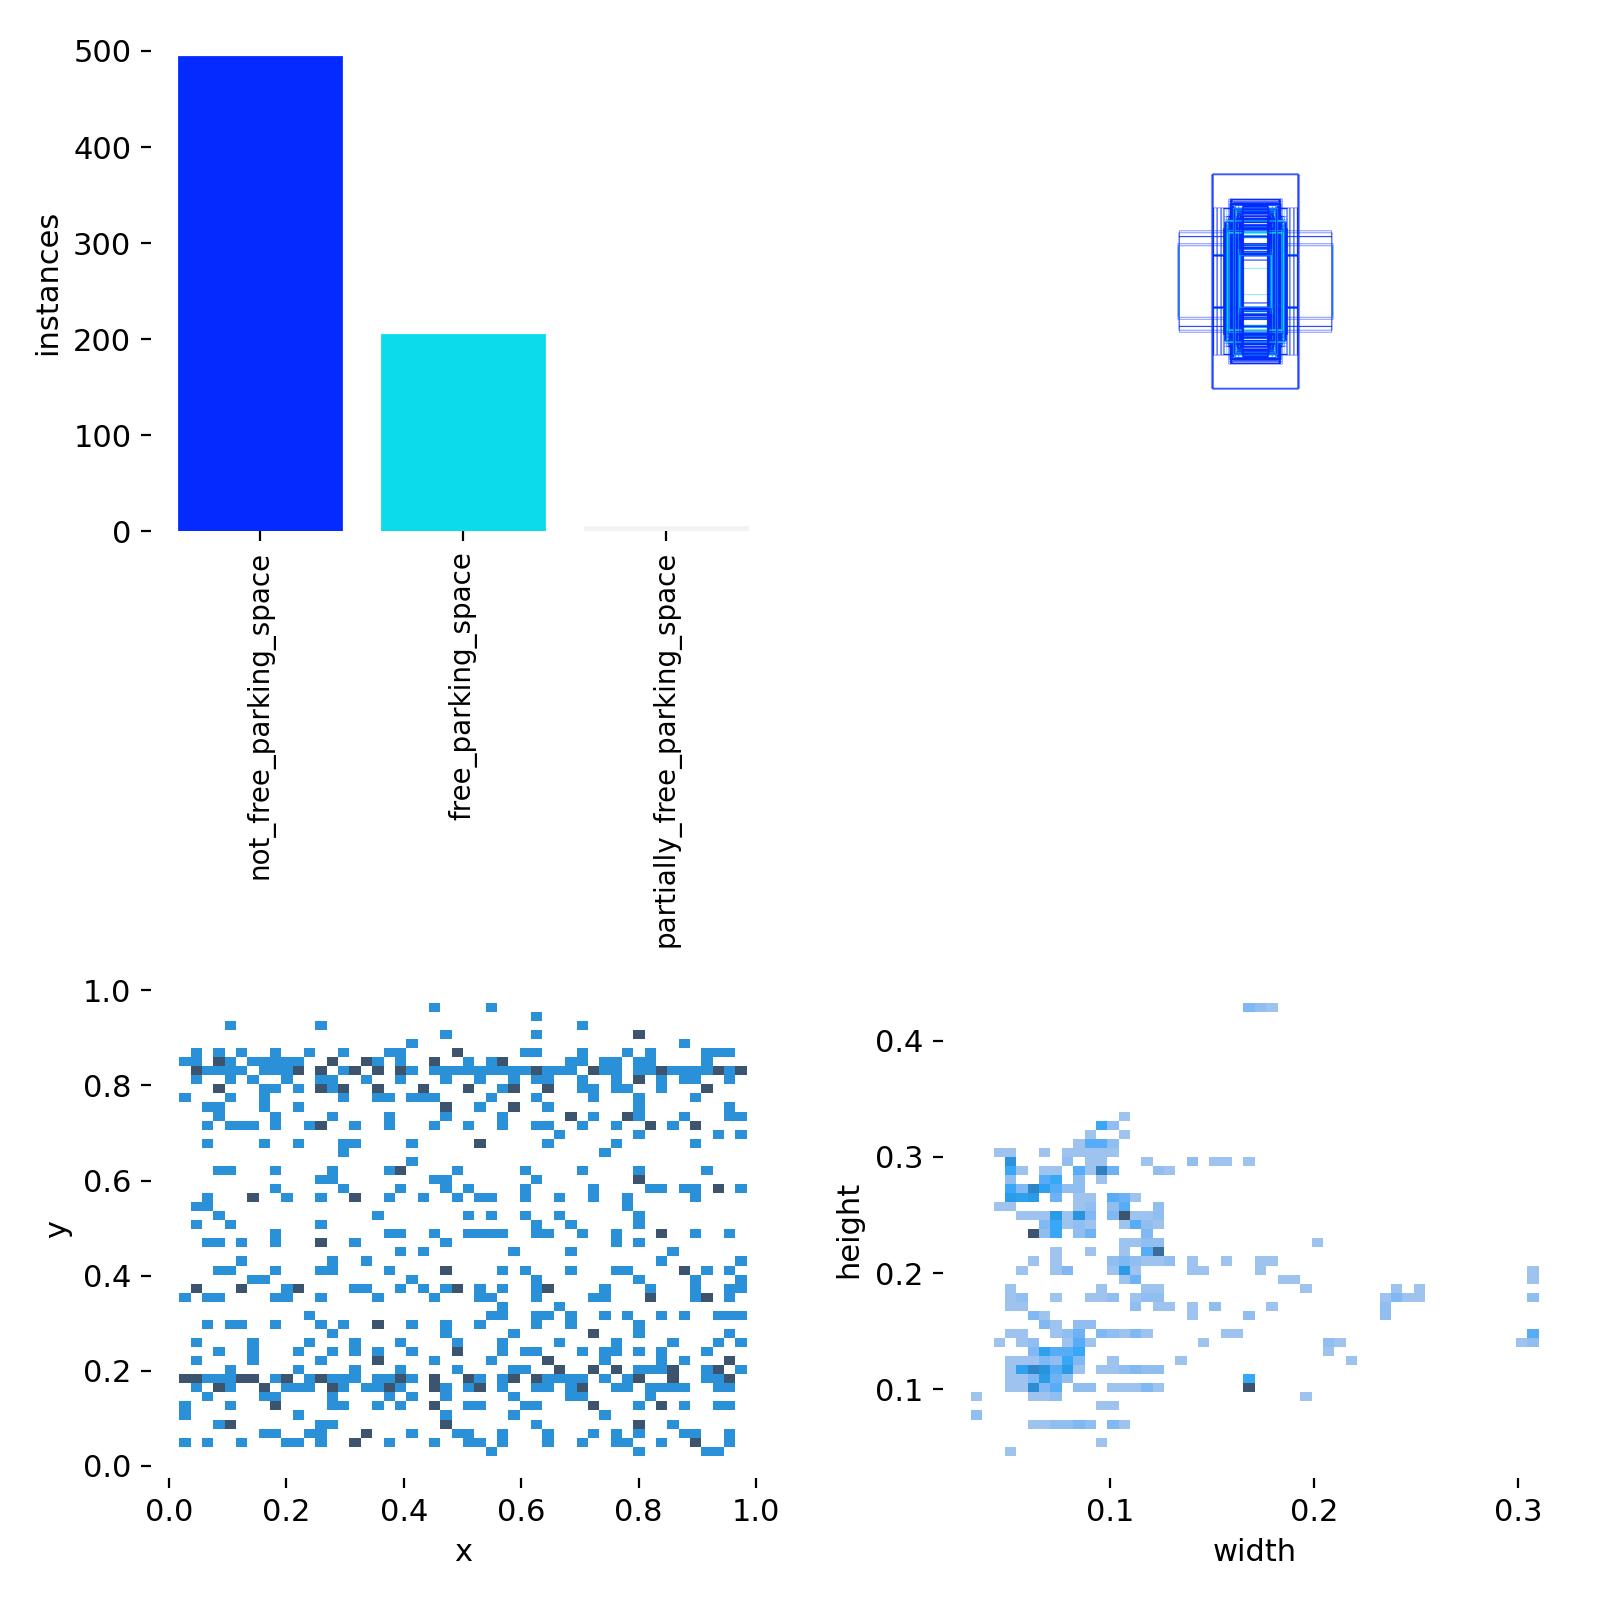 500
400
300
200
100
0
instances
not_free_parking_space
free_parking_space
partially_free_parking_space
1.0
0.8
0.6
0.4
0.2
0.0
y
0.0 0.2 0.4 0.6 0.8 1.0
x
0.4
0.3
0.2
0.1
height
0.1 0.2 0.3
width